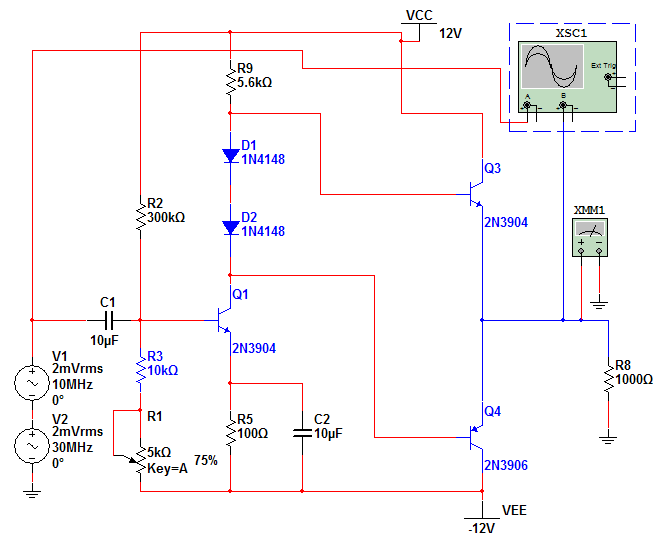 VCC
12V
XSC1
Ext Trig
+
–
A
B
+ – + –
R9
5.6kΩ
D1
1N4148
Q3
2N3904
R2
300kΩ
D2
1N4148
XMM1
+ –
C1
10µF
Q1
2N3904
V1
2mVrms
10MHz
0°
R3
10kΩ
R8
1000Ω
V2
2mVrms
30MHz
0°
R1
5kΩ
Key=A
75%
R5
100Ω
C2
10µF
Q4
2N3906
VEE
-12V